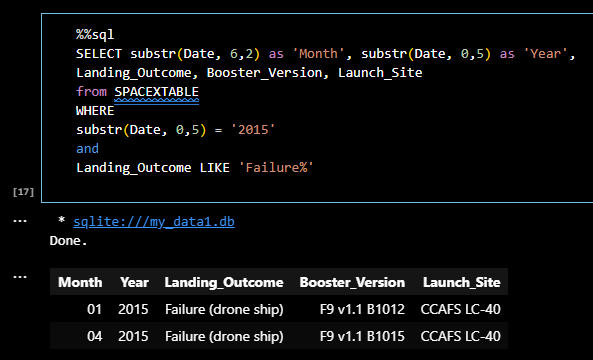 %%sql
SELECT substr(Date, 6,2) as 'Month', substr(Date, 0,5) as 'Year',
Landing_Outcome, Booster_Version, Launch_Site
from SPACEXTABLE
WHERE
substr(Date, 0,5) = '2015'
and
Landing_Outcome LIKE 'Failure%'
[17]
... * sqlite:///my_data1.db
Done.
...
Month Year Landing_Outcome Booster_Version Launch_Site
01 2015 Failure (drone ship) F9 v1.1 B1012 CCAFS LC-40
04 2015 Failure (drone ship) F9 v1.1 B1015 CCAFS LC-40